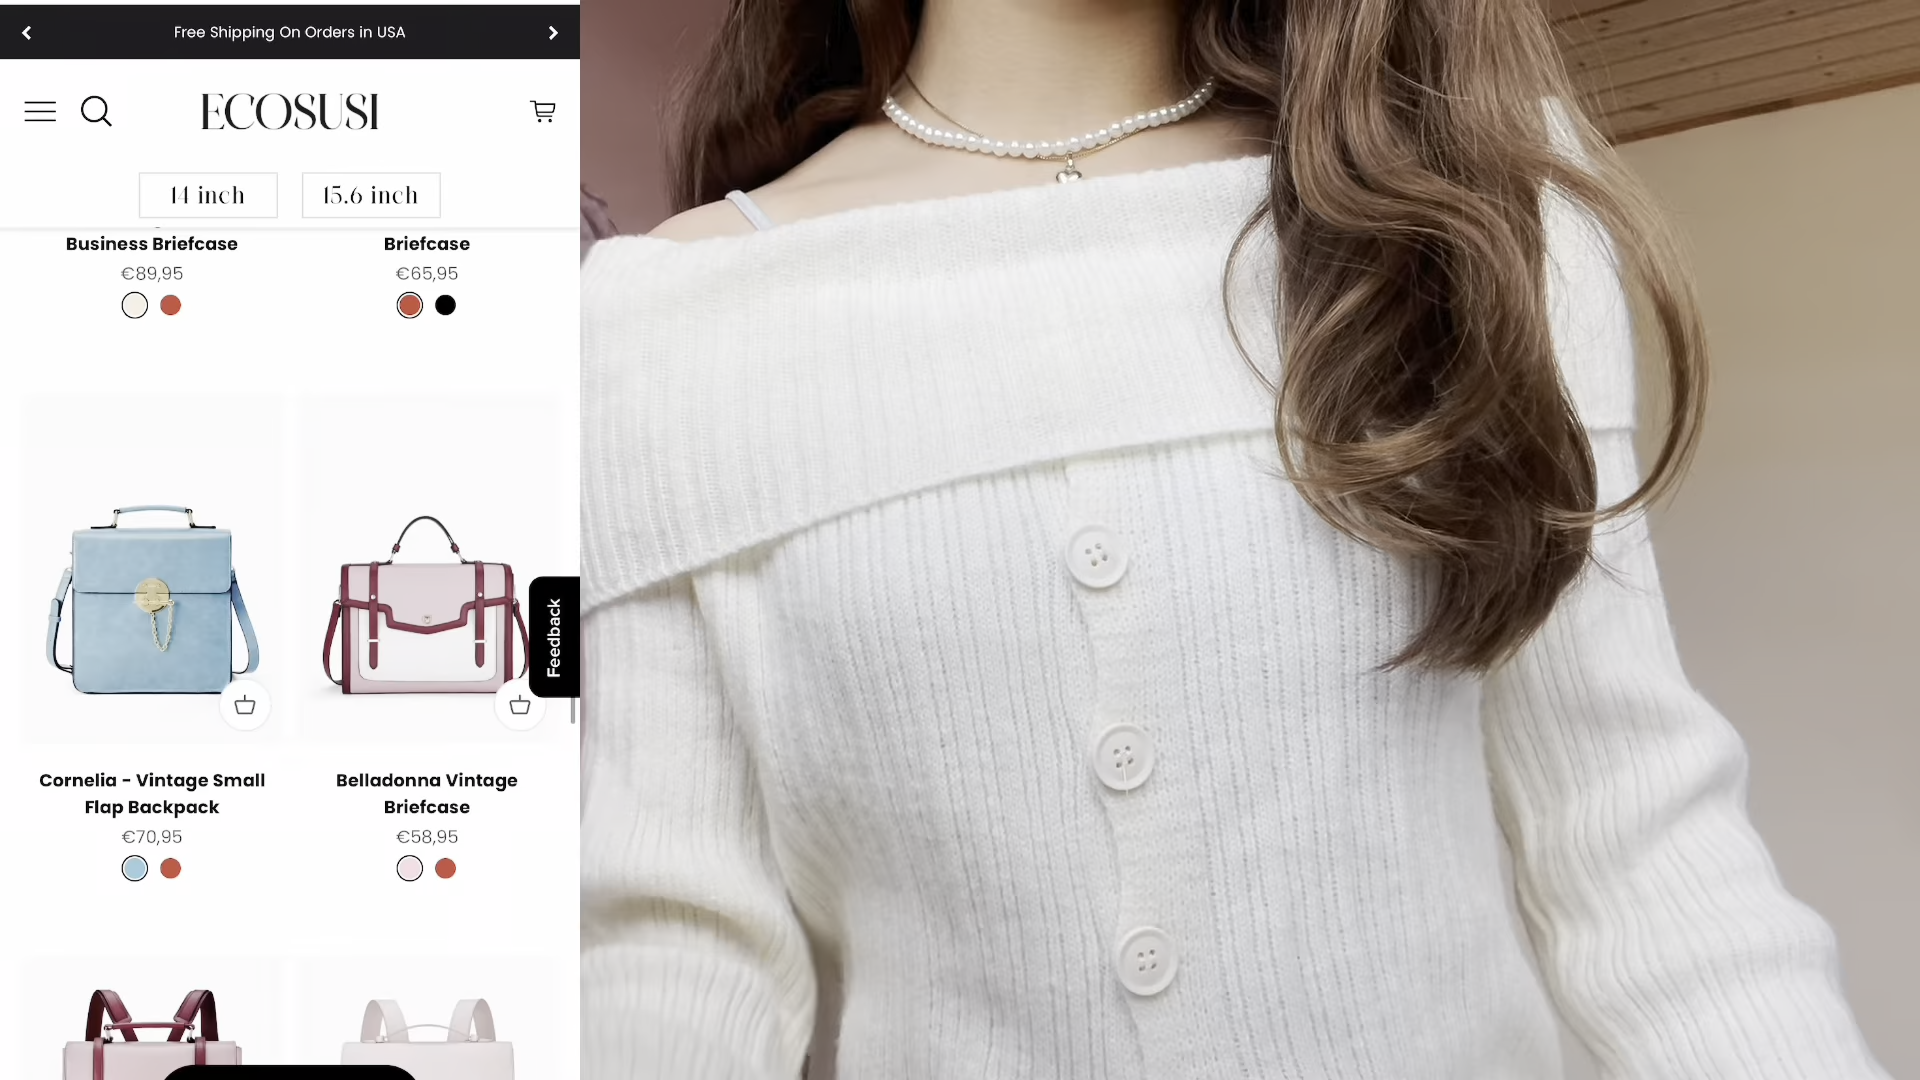 Free Shipping On Orders in USA
ECOSUSI
14 inch
15.6 inch
Business Briefcase
Briefcase
€89,95
€65,95
Feedback
Cornelia - Vintage Small
Flap Backpack
€70,95
Belladonna Vintage
Briefcase
€58,95